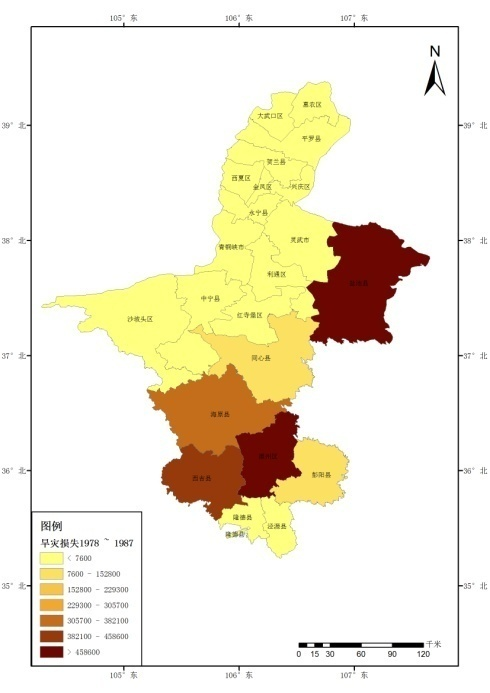 105° 东 106° 东 107° 东
N
39° 北 39° 北
惠农区
大武口区
平罗县
贺兰县
西夏区
金凤区 兴庆区
永宁县
38° 北 38° 北
灵武市
青铜峡市
利通区
盐池县
中宁县
沙坡头区
红寺堡区
37° 北 37° 北
同心县
海原县
36° 北 36° 北
原州区
西吉县
彭阳县
隆德县
泾源县
图例
旱灾损失1978 ~ 1987
< 7600
7600 - 152800
152800 - 229300
35° 北 35° 北
229300 - 305700
305700 - 382100
382100 - 458600
> 458600
千米
0 15 30 60 90 120
105° 东 106° 东 107° 东